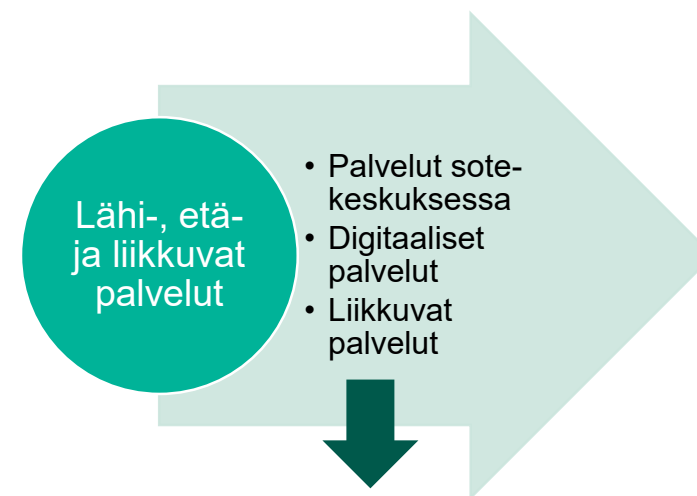 Lähi-, etä-
ja liikkuvat
palvelut
• Palvelut sote-
keskuksessa
• Digitaaliset
palvelut
• Liikkuvat
palvelut